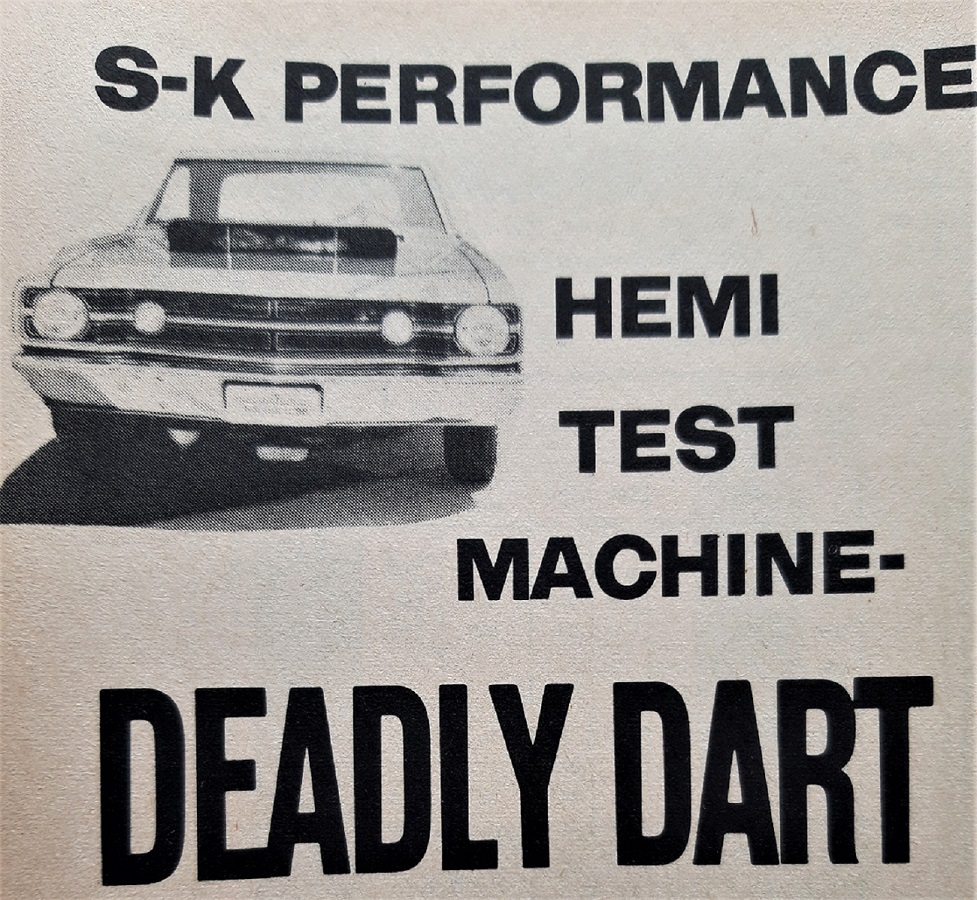 S-K PERFORMANCE
HEMI
TEST
MACHINE-
DEADLY DART